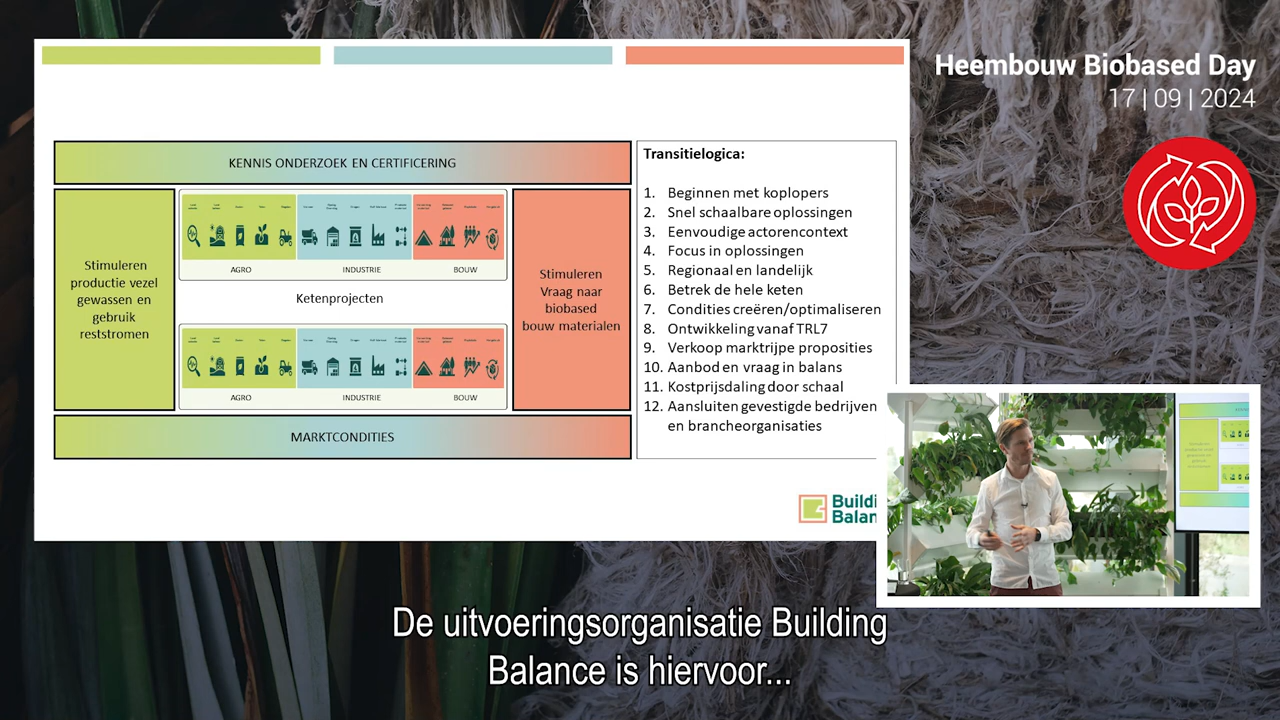 Heembouw Biobased Day
17 | 09 | 2024
KENNIS ONDERZOEK EN CERTIFICERING
Stimuleren
productie vezel
gewassen en
gebruik
reststromen
AGRO
INDUSTRIE
BOUW
Ketenprojecten
AGRO
INDUSTRIE
BOUW
Stimuleren
Vraag naar
biobased
bouw materialen
MARKTCONDITIES
Transitielogica:
1. Beginnen met koplopers
2. Snel schaalbare oplossingen
3. Eenvoudige actorencontext
4. Focus in oplossingen
5. Regionaal en landelijk
6. Betrek de hele keten
7. Condities creëren/optimaliseren
8. Ontwikkeling vanaf TRL7
9. Verkoop marktrijpe proposities
10. Aanbod en vraag in balans
11. Kostprijsdaling door schaal
12. Aansluiten gevestigde bedrijven
en brancheorganisaties
De uitvoeringsorganisatie Building
Balance is hiervoor...